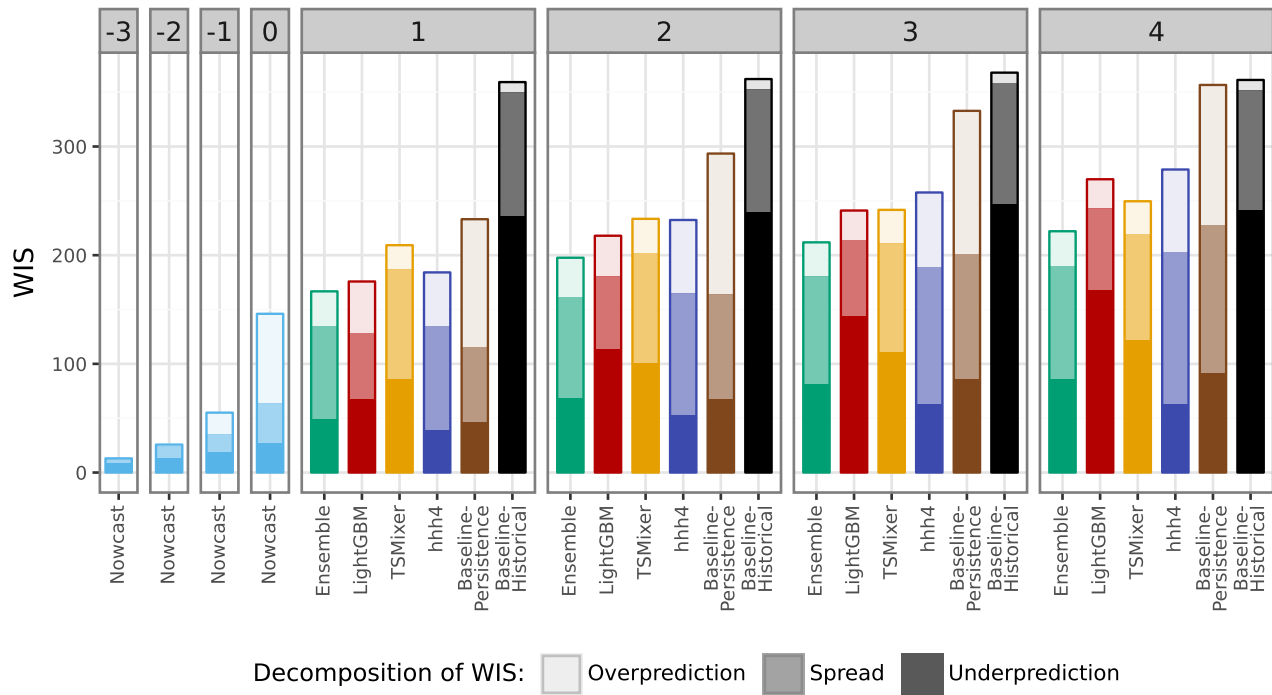 -3 -2 -1 0 1 2 3 4
WIS
300
200
100
0
Nowcast
Nowcast
Nowcast
Nowcast
Ensemble
LightGBM
TSMixer
hhh4
Baseline-
Persistence
Baseline-
Historical
Ensemble
LightGBM
TSMixer
hhh4
Baseline-
Persistence
Baseline-
Historical
Ensemble
LightGBM
TSMixer
hhh4
Baseline-
Persistence
Baseline-
Historical
Ensemble
LightGBM
TSMixer
hhh4
Baseline-
Persistence
Baseline-
Historical
Decomposition of WIS: Overprediction Spread Underprediction